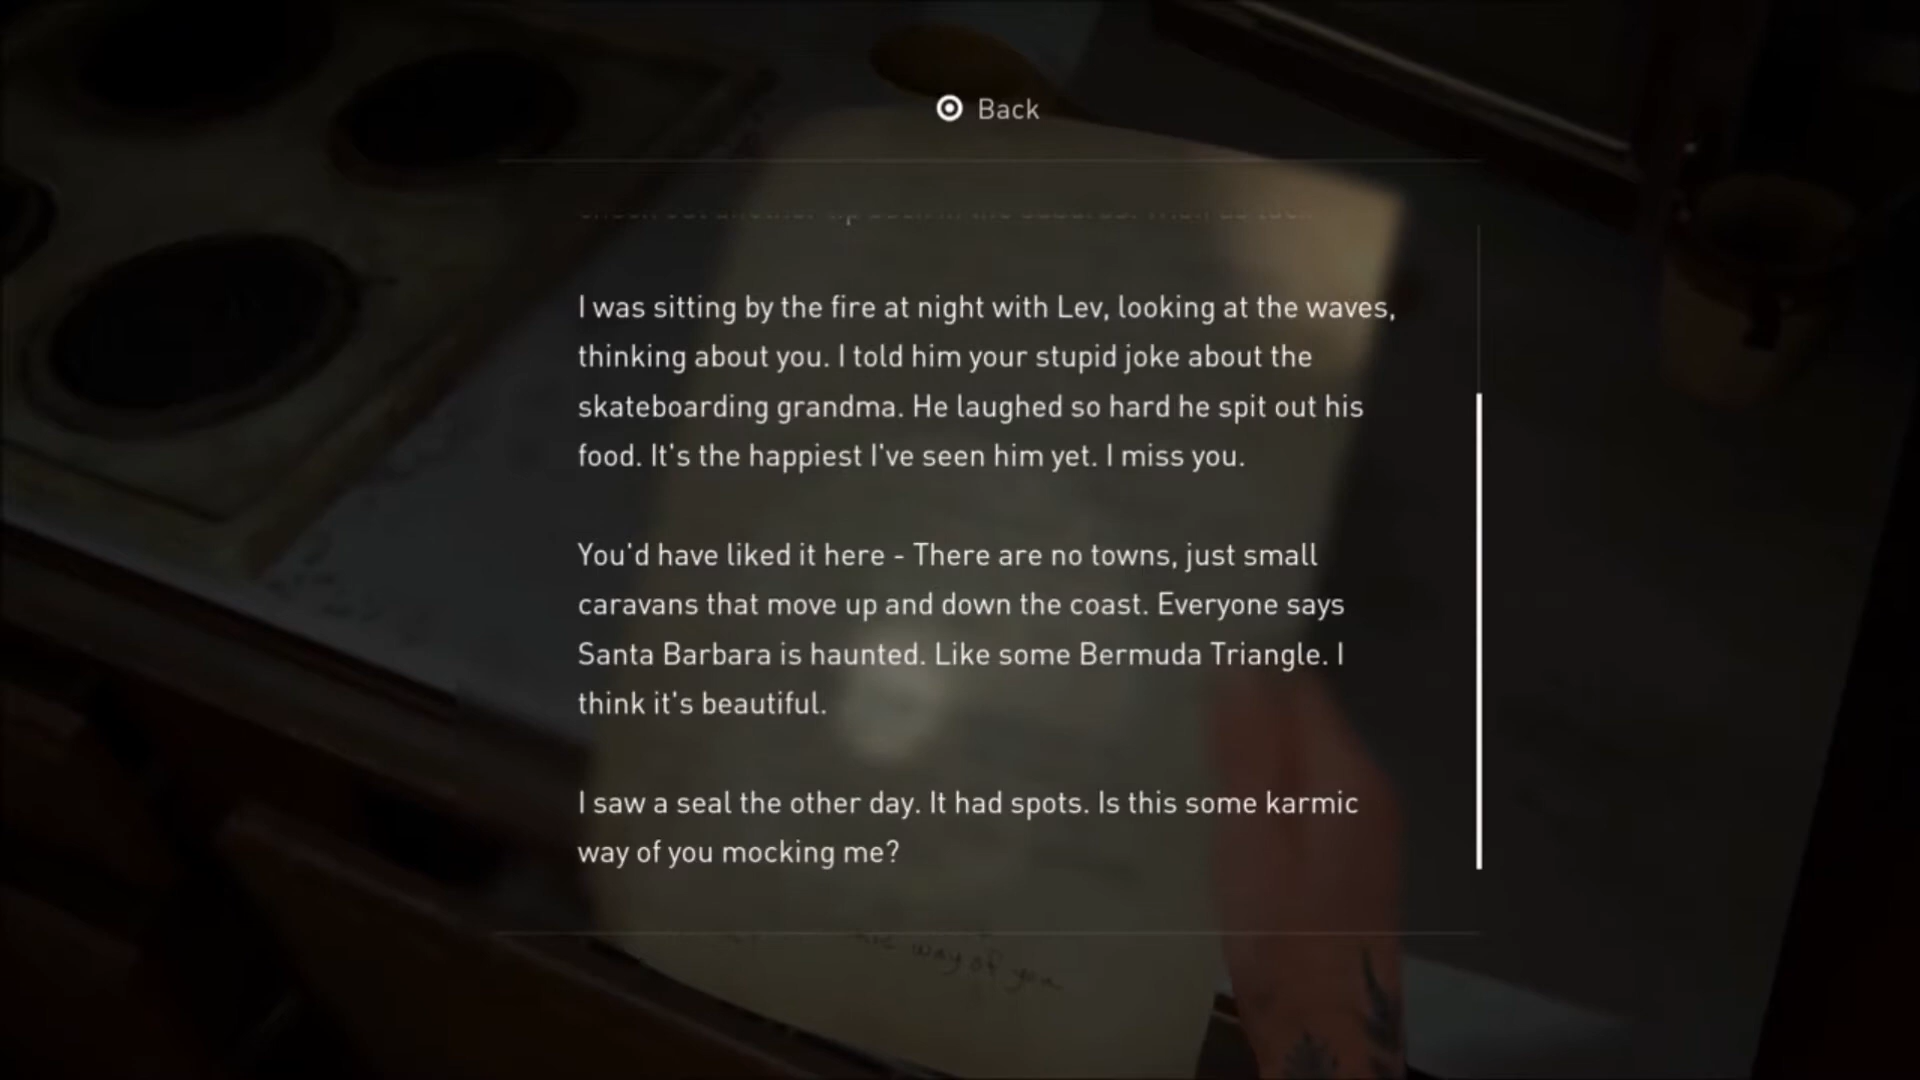 Back
I was sitting by the fire at night with Lev, looking at the waves,
thinking about you. I told him your stupid joke about the
skateboarding grandma. He laughed so hard he spit out his
food. It's the happiest I've seen him yet. I miss you.
You'd have liked it here - There are no towns, just small
caravans that move up and down the coast. Everyone says
Santa Barbara is haunted. Like some Bermuda Triangle. I
think it's beautiful.
I saw a seal the other day. It had spots. Is this some karmic
way of you mocking me?
way of you